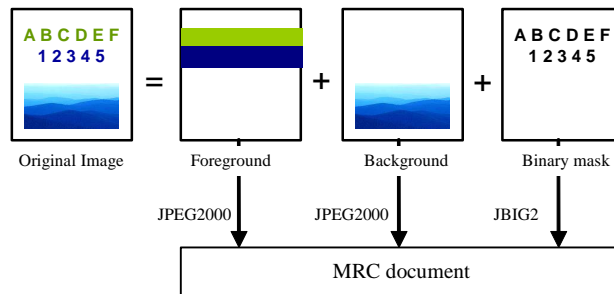 A B C D E F
1 2 3 4 5
=
+
+
A B C D E F
1 2 3 4 5
Original Image
Foreground
Background
Binary mask
JPEG2000
JPEG2000
JBIG2
MRC document